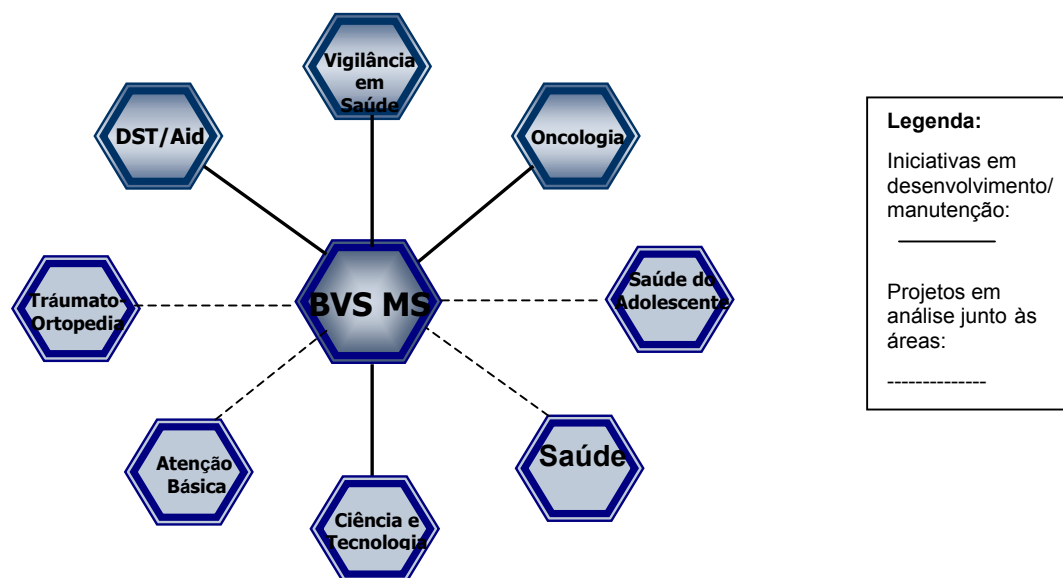 Vigilância
em
Saúde
DST/Aid
Oncologia
Tráumato-
Ortopedia
BVS MS
Saúde do
Adolescente
Atenção
Básica
Ciência e
Tecnologia
Saúde
Legenda:
Iniciativas em
desenvolvimento/
manutenção:
Projetos em
análise junto às
áreas:
--------------